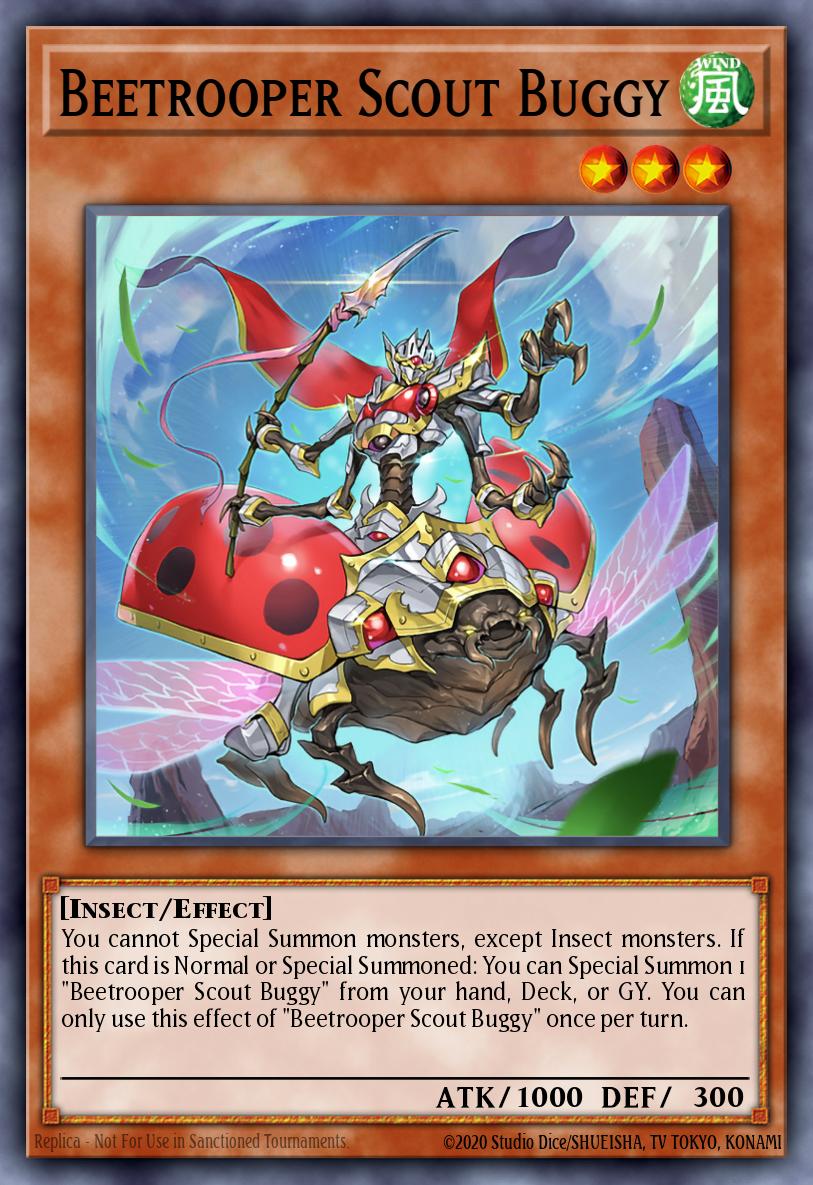 Beetrooper Scout Buggy
WIND
風
[Insect/Effect]
You cannot Special Summon monsters, except Insect monsters. If
this card is Normal or Special Summoned: You can Special Summon 1
"Beetrooper Scout Buggy" from your hand, Deck, or GY. You can
only use this effect of "Beetrooper Scout Buggy" once per turn.
ATK/1000 DEF/ 300
Replica - Not For Use in Sanctioned Tournaments.
©2020 Studio Dice/SHUEISHA, TV TOKYO, KONAMI